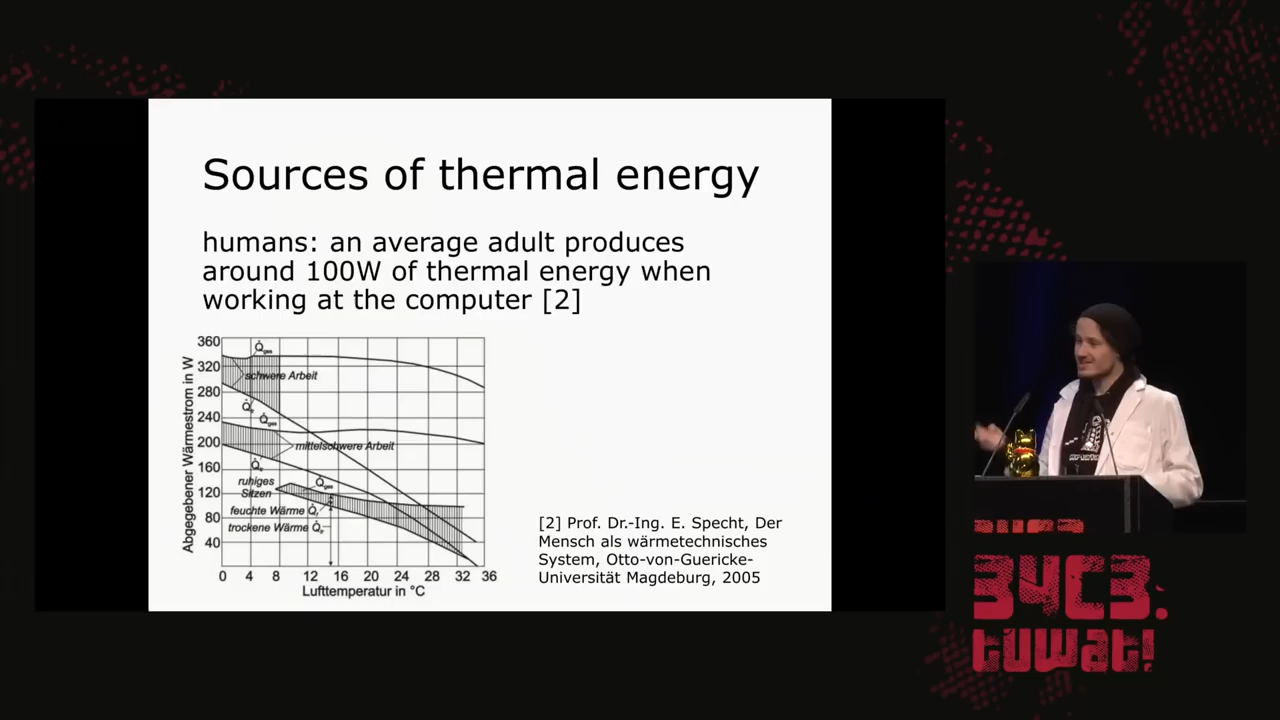 Sources of thermal energy
humans: an average adult produces
around 100W of thermal energy when
working at the computer [2]
Abgegebener Wärmestrom in W
360
320
280
240
200
160
120
80
40
Q̇ges
schwere Arbeit
Q̇s
Q̇ges
mittelschwere Arbeit
Q̇s
ruhiges
Sitzen
Q̇ges
feuchte Wärme Q̇f
trockene Wärme Q̇s
0 4 8 12 16 20 24 28 32 36
Lufttemperatur in °C
[2] Prof. Dr.-Ing. E. Specht, Der
Mensch als wärmetechnisches
System, Otto-von-Guericke-
Universität Magdeburg, 2005
34C3.
tuwat!